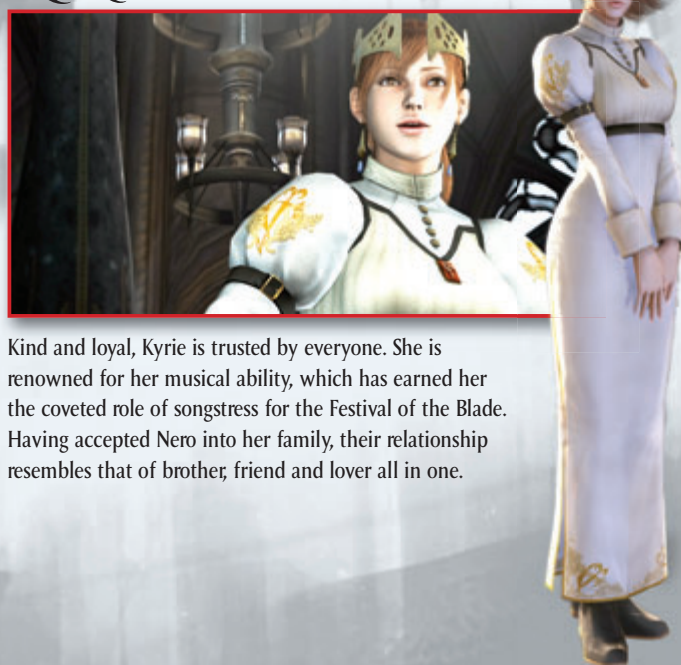 Kind and loyal, Kyrie is trusted by everyone. She is
renowned for her musical ability, which has earned her
the coveted role of songstress for the Festival of the Blade.
Having accepted Nero into her family, their relationship
resembles that of brother, friend and lover all in one.